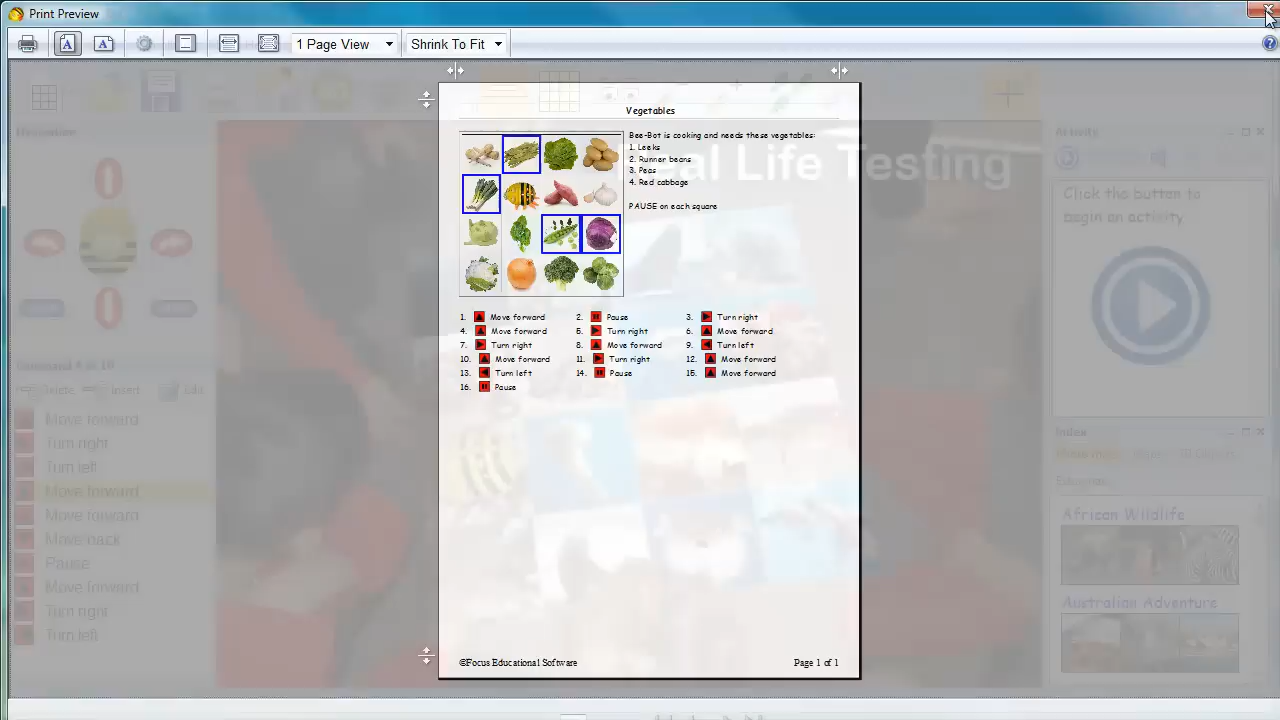 Print Preview
1 Page View
Shrink To Fit
Vegetables
Bee-Bot is cooking and needs these vegetables:
1. Leeks
2. Runner beans
3. Peas
4. Red cabbage
PAUSE on each square
1. Move forward 2. Pause 3. Turn right
4. Move forward 5. Turn right 6. Move forward
7. Turn right 8. Move forward 9. Turn left
10. Move forward 11. Turn right 12. Move forward
13. Turn left 14. Pause 15. Move forward
16. Pause
©Focus Educational Software
Page 1 of 1
Real Life Testing
Delete Insert Edit
Move forward
Turn right
Turn left
Move forward
Move forward
Move back
Pause
Move forward
Turn right
Turn left
Activity
Click the button to
begin an activity.
Index
African Wildlife
Australian Adventure